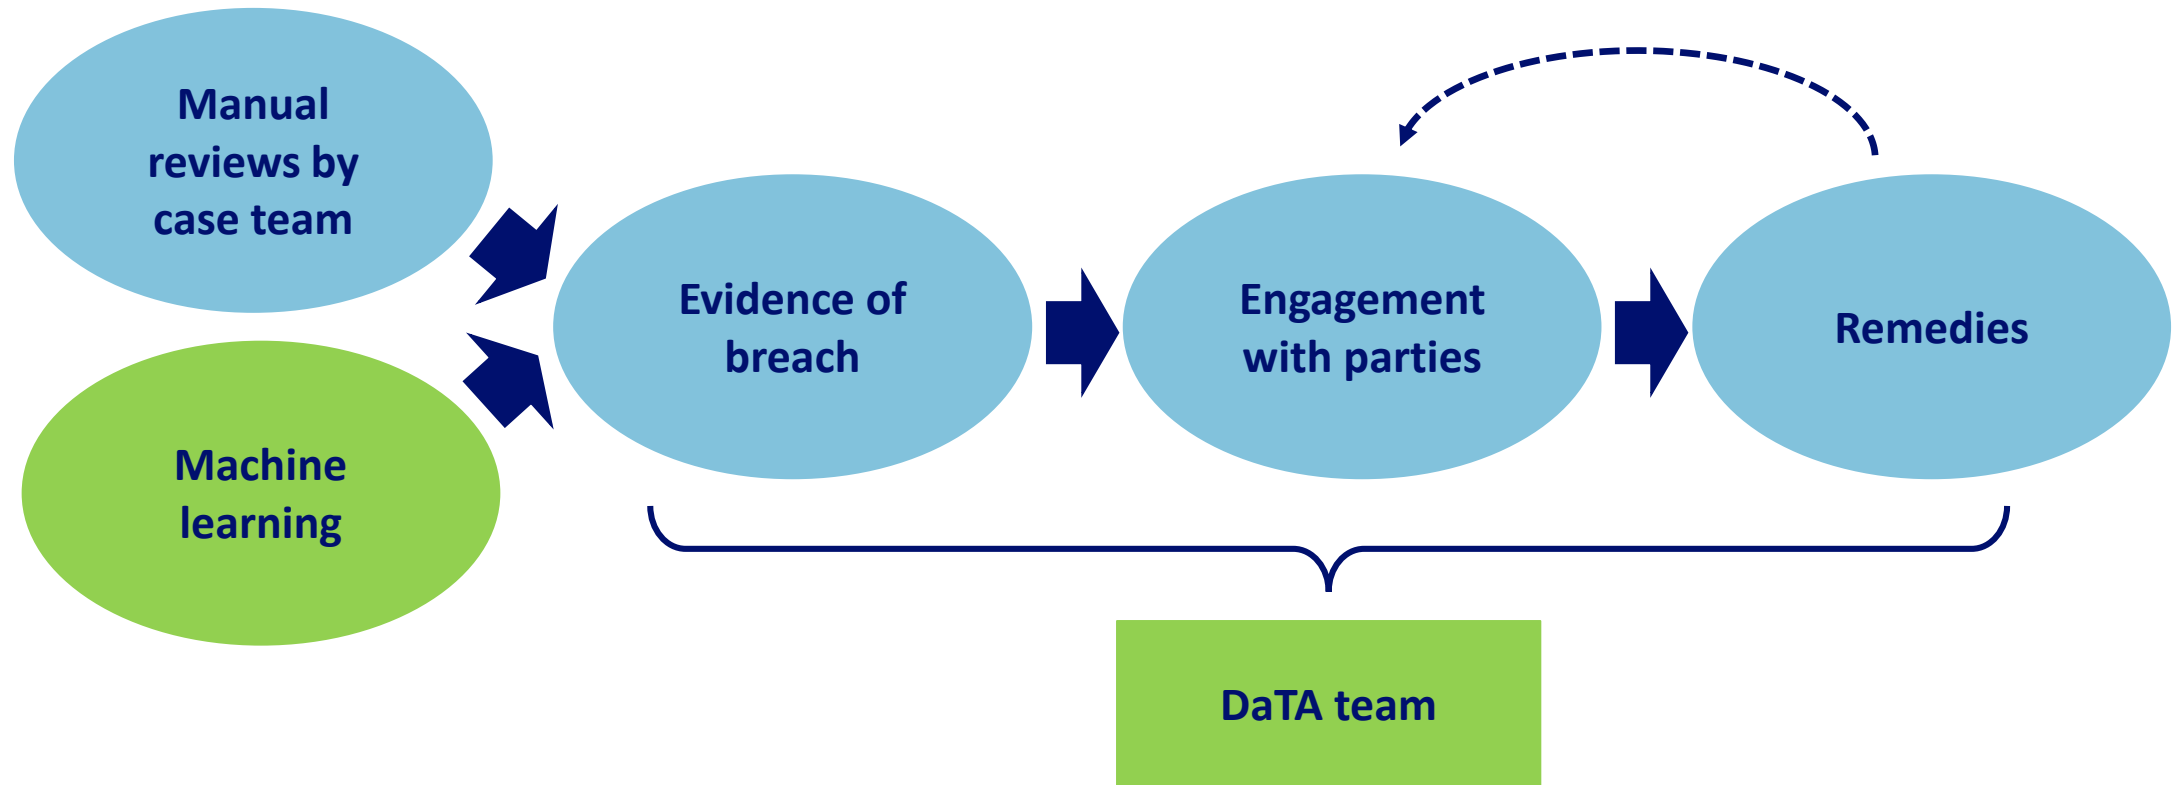 Manual
reviews by
case team
Machine
learning
Evidence of
breach
Engagement
with parties
Remedies
DaTA team